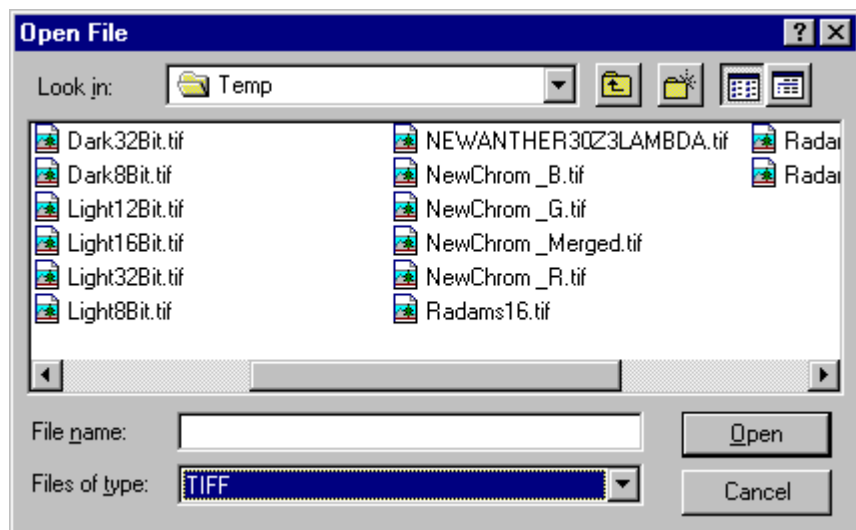 Open File
Look in: Temp
Dark32Bit.tif NEWANTHER30Z3LAMBDA.tif Radar
Dark8Bit.tif NewChrom _B.tif Radar
Light12Bit.tif NewChrom _G.tif
Light16Bit.tif NewChrom _Merged.tif
Light32Bit.tif NewChrom _R.tif
Light8Bit.tif Radams16.tif
File name: Open
Files of type: TIFF Cancel